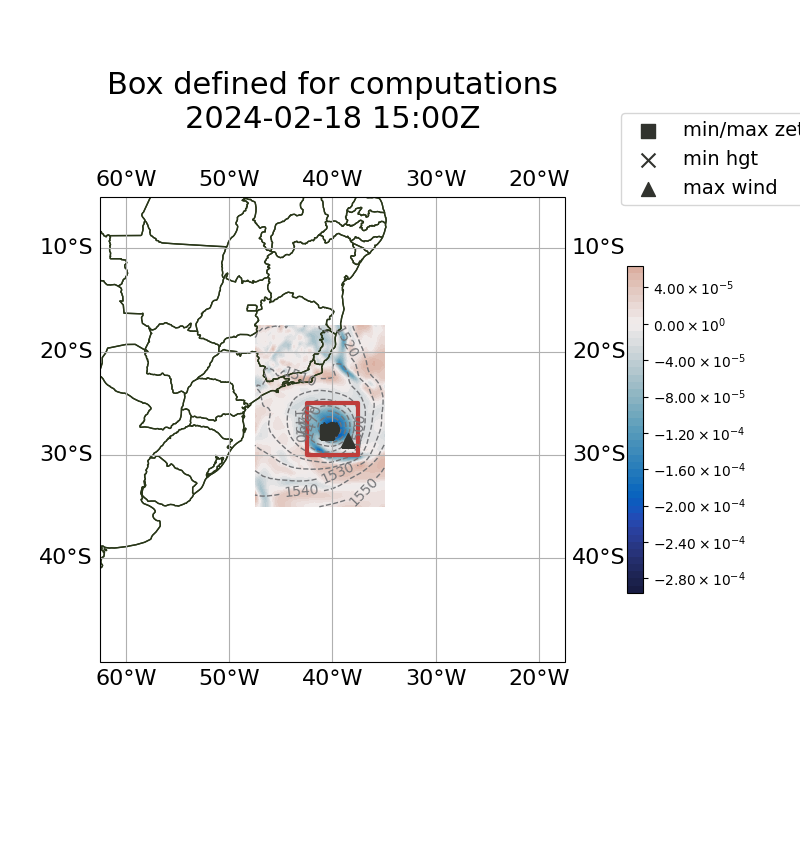 Box defined for computations
2024-02-18 15:00Z
min/max zet
min hgt
max wind
60°W 50°W 40°W 30°W 20°W
10°S 10°S
20°S 20°S
30°S 30°S
40°S 40°S
60°W 50°W 40°W 30°W 20°W
1520
1510
1530
1540
1550
4.00 × 10⁻⁵
0.00 × 10⁰
−4.00 × 10⁻⁵
−8.00 × 10⁻⁵
−1.20 × 10⁻⁴
−1.60 × 10⁻⁴
−2.00 × 10⁻⁴
−2.40 × 10⁻⁴
−2.80 × 10⁻⁴